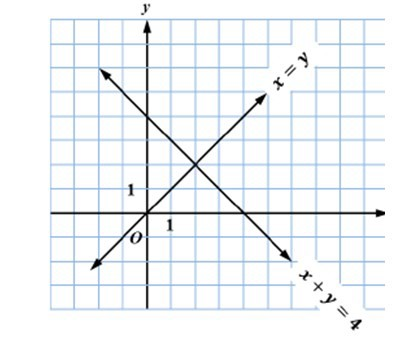 y
x = y
1
1
O
x + y = 4